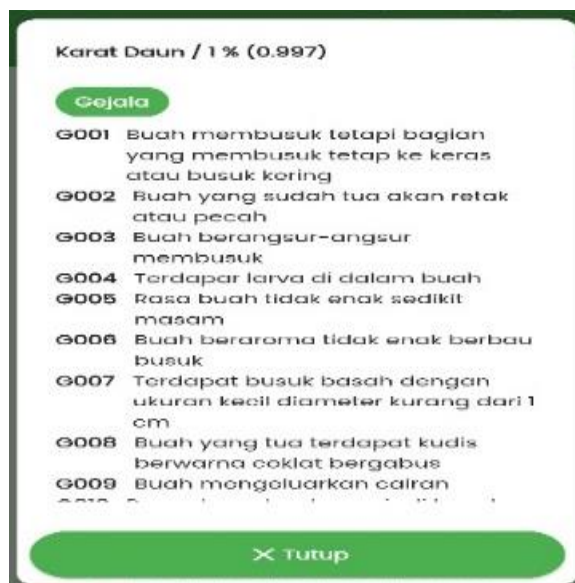 Karat Daun / 1 % (0.997)
Gejala
G001 Buah membusuk tetapi bagian
yang membusuk tetap ke keras
atau busuk kering
G002 Buah yang sudah tua akan retak
atau pecah
G003 Buah berangsur-angsur
membusuk
G004 Terdapar larva di dalam buah
G005 Rasa buah tidak enak sedikit
masam
G006 Buah beraroma tidak enak berbau
busuk
G007 Terdapat busuk basah dengan
ukuran kecil diameter kurang dari 1
cm
G008 Buah yang tua terdapat kudis
berwarna coklat bergabus
G009 Buah mengeluarkan cairan
× Tutup